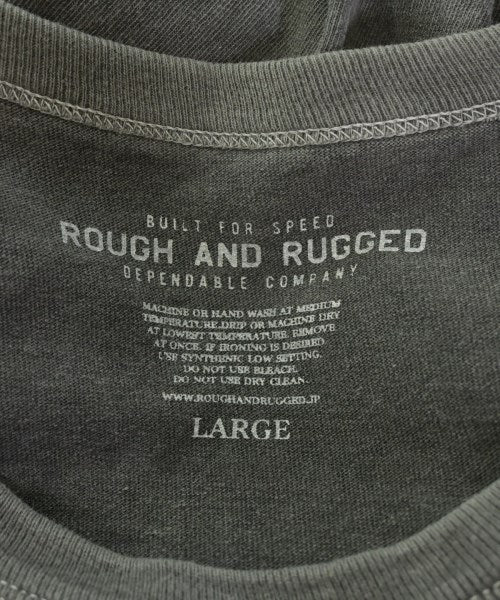 BUILT FOR SPEED
ROUGH AND RUGGED
DEPENDABLE COMPANY
MACHINE OR HAND WASH AT MEDIUM
TEMPERATURE.DRIP OR MACHINE DRY
AT LOWEST TEMPERATURE. REMOVE
AT ONCE. IF IRONING IS DESIRED
USE SYNTHENIC LOW SETTING.
DO NOT USE BLEACH.
DO NOT USE DRY CLEAN.
WWW.ROUGHANDRUGGED.JP
LARGE